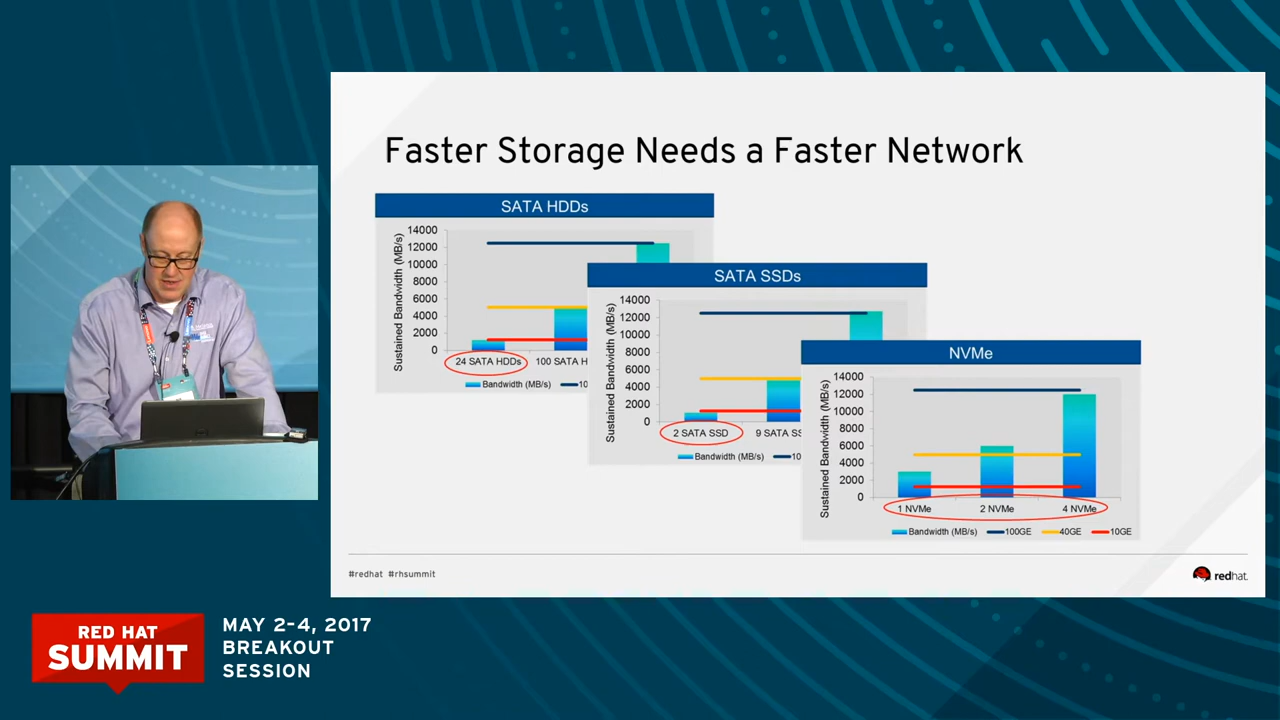 Faster Storage Needs a Faster Network
SATA HDDs
Sustained Bandwidth (MB/s)
14000
12000
10000
8000
6000
4000
2000
0
24 SATA HDDs
100 SATA H
Bandwidth (MB/s)
10
SATA SSDs
Sustained Bandwidth (MB/s)
14000
12000
10000
8000
6000
4000
2000
0
2 SATA SSD
9 SATA SS
Bandwidth (MB/s)
10
NVMe
Sustained Bandwidth (MB/s)
14000
12000
10000
8000
6000
4000
2000
0
1 NVMe
2 NVMe
4 NVMe
Bandwidth (MB/s)
100GE
40GE
10GE
#redhat #rhsummit
redhat.
RED HAT
SUMMIT
MAY 2-4, 2017
BREAKOUT
SESSION